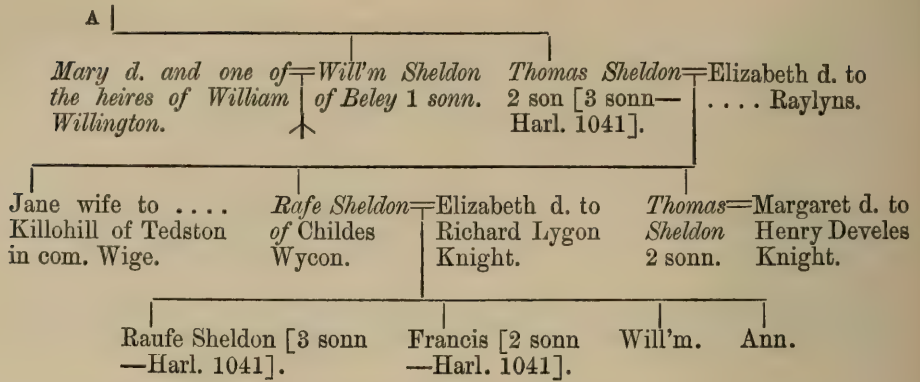 A
Mary d. and one of=Will'm Sheldon Thomas Sheldon=Elizabeth d. to
the heires of William of Beley 1 sonn. 2 son [3 sonn— .... Raylyns.
Willington. Harl. 1041].
Jane wife to .... Rafe Sheldon=Elizabeth d. to Thomas=Margaret d. to
Killohill of Tedston of Childes Richard Lygon Sheldon Henry Develes
in com. Wige. Wycon. Knight. 2 sonn. Knight.
Raufe Sheldon [3 sonn Francis [2 sonn Will'm. Ann.
—Harl. 1041]. —Harl. 1041].